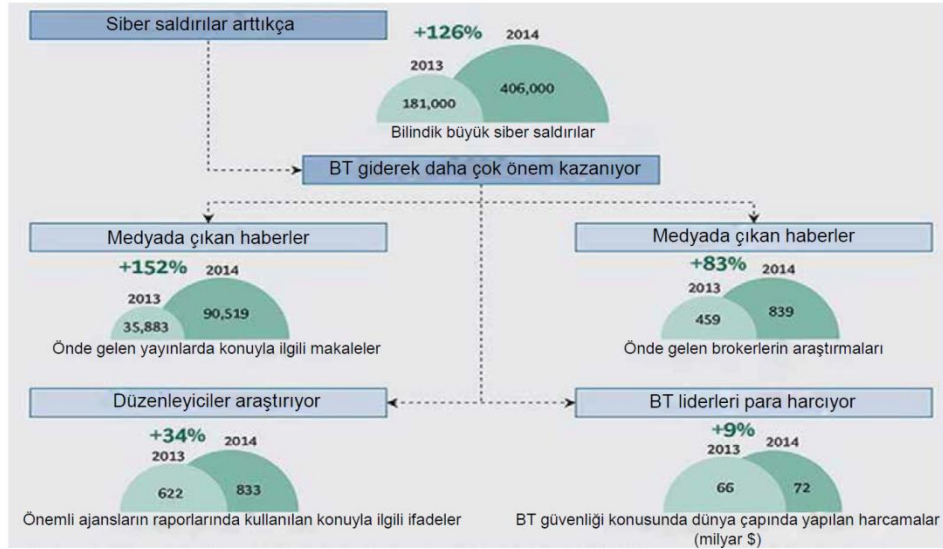 Siber saldırılar arttıkça
+126%
2014
2013
406,000
181,000
Bilindik büyük siber saldırılar
BT giderek daha çok önem kazanıyor
Medyada çıkan haberler
+152%
2014
2013
90,519
35,883
Önde gelen yayınlarda konuyla ilgili makaleler
Medyada çıkan haberler
+83%
2014
2013
839
459
Önde gelen brokerlerin araştırmaları
Düzenleyiciler araştırıyor
+34%
2014
2013
622
833
Önemli ajansların raporlarında kullanılan konuyla ilgili ifadeler
BT liderleri para harcıyor
+9%
2014
2013
66
72
BT güvenliği konusunda dünya çapında yapılan harcamalar
(milyar $)